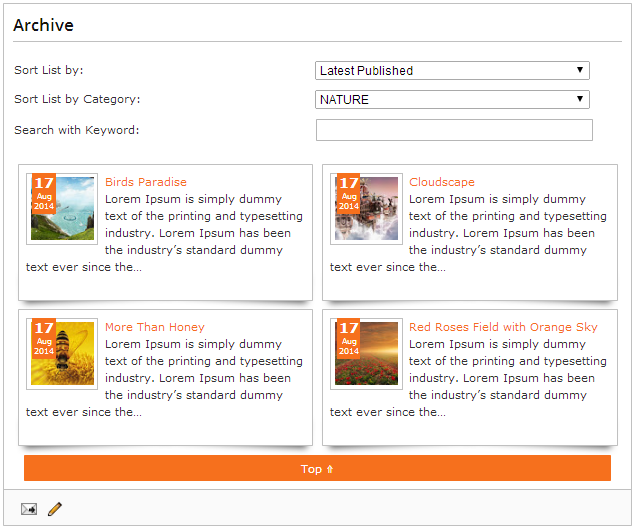 Archive
Sort List by:
Latest Published
Sort List by Category:
NATURE
Search with Keyword:
17
Aug
2014
Birds Paradise
Lorem Ipsum is simply dummy
text of the printing and typesetting
industry. Lorem Ipsum has been
the industry’s standard dummy
text ever since the…
17
Aug
2014
Cloudscape
Lorem Ipsum is simply dummy
text of the printing and typesetting
industry. Lorem Ipsum has been
the industry’s standard dummy
text ever since the…
17
Aug
2014
More Than Honey
Lorem Ipsum is simply dummy
text of the printing and typesetting
industry. Lorem Ipsum has been
the industry’s standard dummy
text ever since the…
17
Aug
2014
Red Roses Field with Orange Sky
Lorem Ipsum is simply dummy
text of the printing and typesetting
industry. Lorem Ipsum has been
the industry’s standard dummy
text ever since the…
Top ⇧